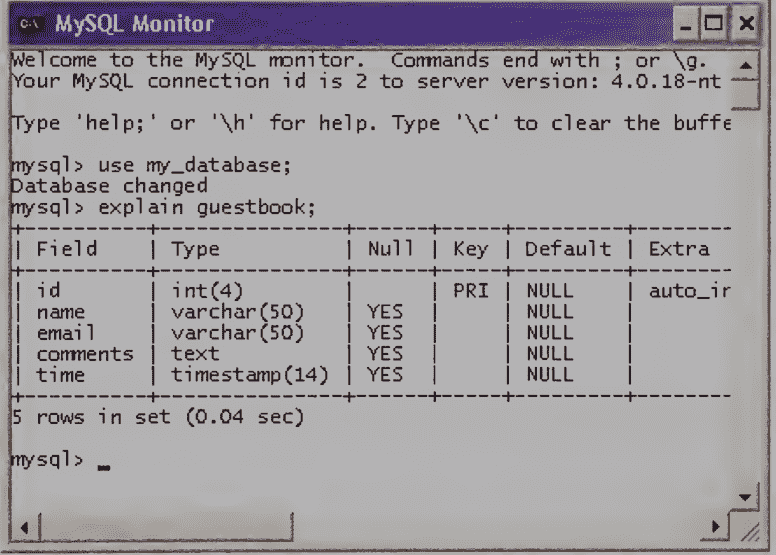 C:\ MySQL Monitor
Welcome to the MySQL monitor.  Commands end with ; or \g.
Your MySQL connection id is 2 to server version: 4.0.18-nt
Type 'help;' or '\h' for help. Type '\c' to clear the buffe
mysql> use my_database;
Database changed
mysql> explain guestbook;
+----------+---------------+------+-----+---------+--------
| Field    | Type          | Null | Key | Default | Extra
+----------+---------------+------+-----+---------+--------
| id       | int(4)        |      | PRI | NULL    | auto_in
| name     | varchar(50)   | YES  |     | NULL    |
| email    | varchar(50)   | YES  |     | NULL    |
| comments | text          | YES  |     | NULL    |
| time     | timestamp(14) | YES  |     | NULL    |
+----------+---------------+------+-----+---------+--------
5 rows in set (0.04 sec)
mysql> _